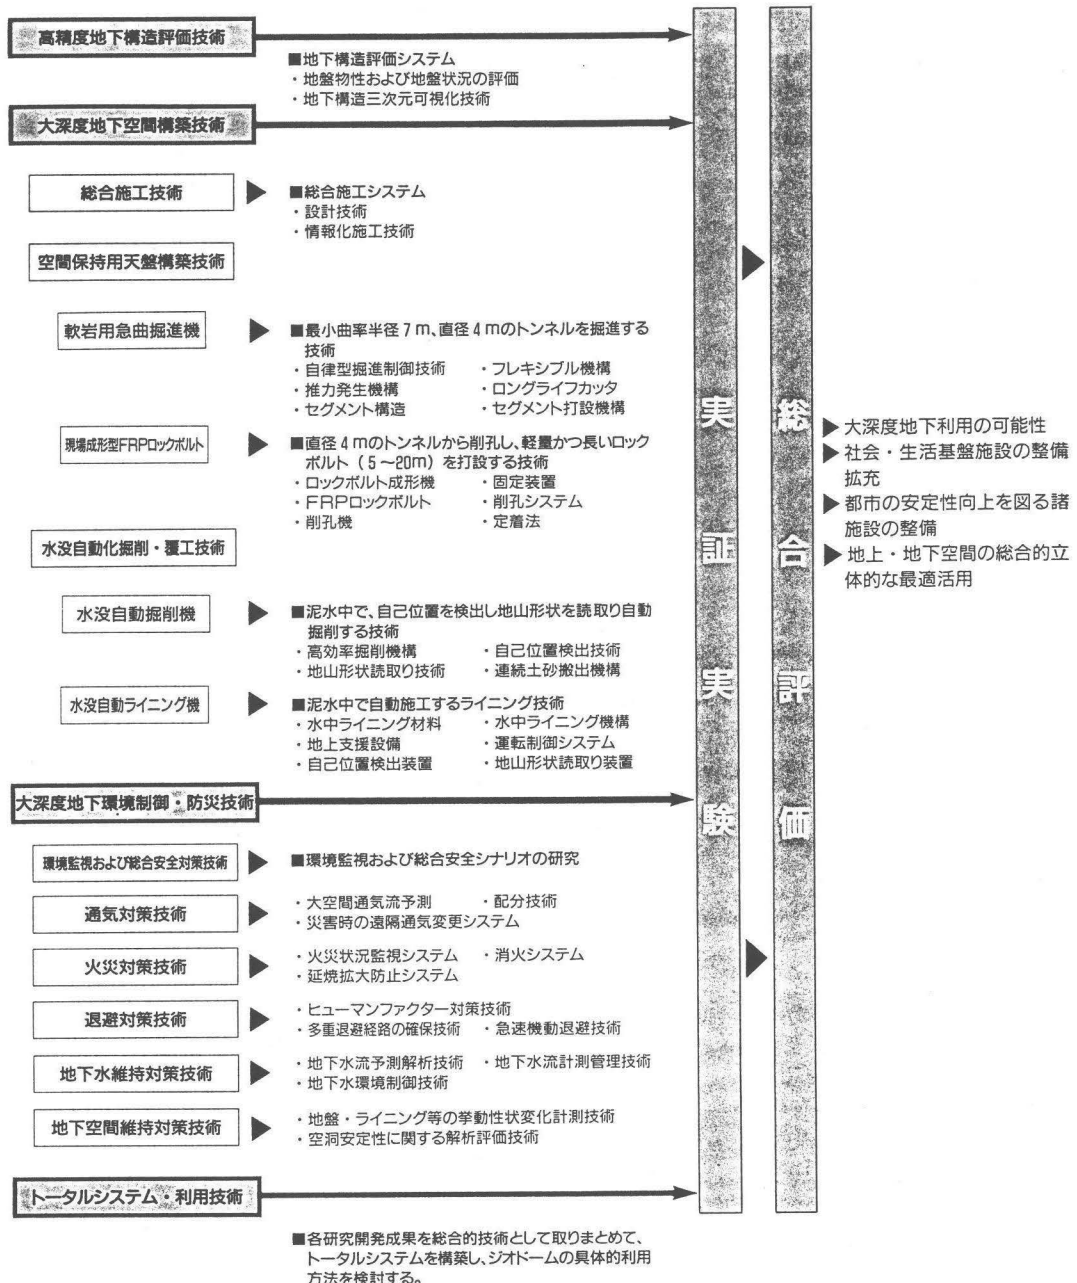 高精度地下構造評価技術
■地下構造評価システム
・地盤物性および地盤状況の評価
・地下構造三次元可視化技術
大深度地下空間構築技術
総合施工技術
■総合施工システム
・設計技術
・情報化施工技術
空間保持用天盤構築技術
軟岩用急曲掘進機
■最小曲率半径7m、直径4mのトンネルを掘進する
技術
・自律型掘進制御技術 ・フレキシブル機構
・推力発生機構 ・ロングライフカッタ
・セグメント構造 ・セグメント打設機構
現場成形型FRPロックボルト
■直径4mのトンネルから削孔し、軽量かつ長いロック
ボルト(5~20m)を打設する技術
・ロックボルト成形機 ・固定装置
・FRPロックボルト ・削孔システム
・削孔機 ・定着法
水没自動化掘削・覆工技術
水没自動掘削機
■泥水中で、自己位置を検出し地山形状を読取り自動
掘削する技術
・高効率掘削機構 ・自己位置検出技術
・地山形状読取り技術 ・連続土砂搬出機構
水没自動ライニング機
■泥水中で自動施工するライニング技術
・水中ライニング材料 ・水中ライニング機構
・地上支援設備 ・運転制御システム
・自己位置検出装置 ・地山形状読取り装置
大深度地下環境制御・防災技術
環境監視および総合安全対策技術
■環境監視および総合安全シナリオの研究
通気対策技術
・大空間通気流予測 ・配分技術
・災害時の遠隔通気変更システム
火災対策技術
・火災状況監視システム ・消火システム
・延焼拡大防止システム
退避対策技術
・ヒューマンファクター対策技術
・多重退避経路の確保技術 ・急速機動退避技術
地下水維持対策技術
・地下水流予測解析技術 ・地下水流計測管理技術
・地下水環境制御技術
地下空間維持対策技術
・地盤・ライニング等の挙動性状変化計測技術
・空洞安定性に関する解析評価技術
トータルシステム・利用技術
■各研究開発成果を総合的技術として取りまとめて、
トータルシステムを構築し、ジオドームの具体的利用
方法を検討する。
実証実験
総合評価
▶大深度地下利用の可能性
▶社会・生活基盤施設の整備
拡充
▶都市の安定性向上を図る諸
施設の整備
▶地上・地下空間の総合的立
体的な最適活用